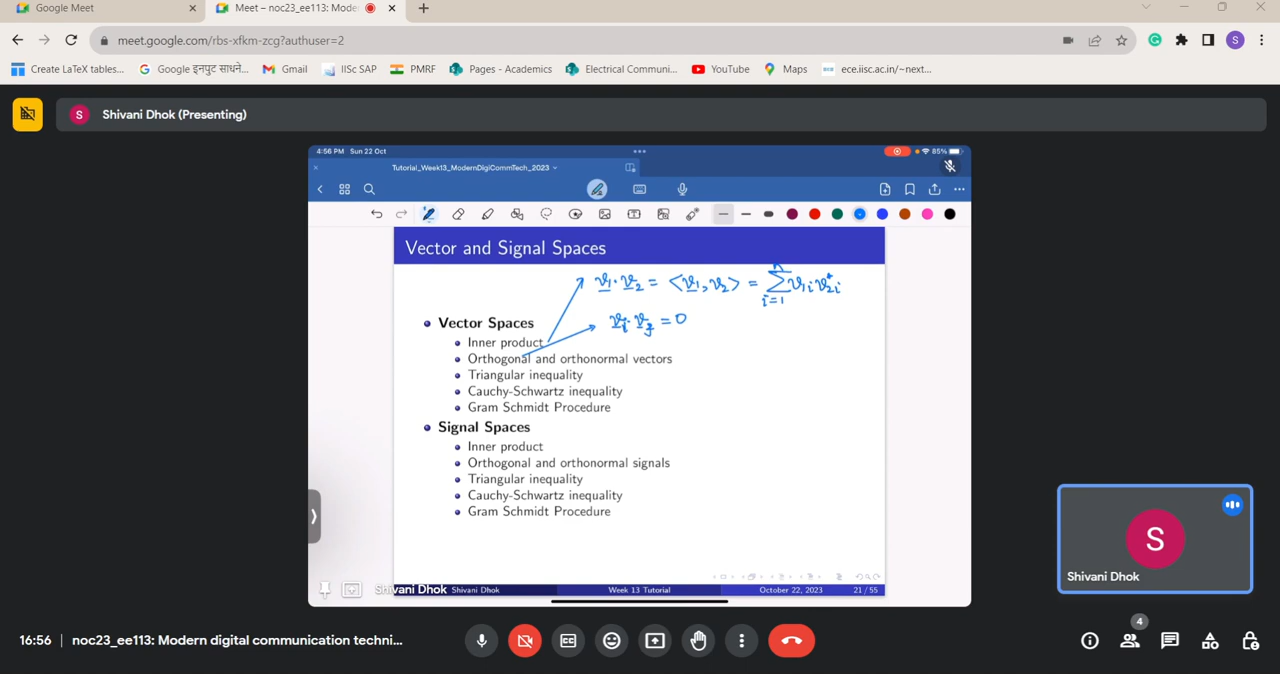 Google Meet
Meet – noc23_ee113: Mode
meet.google.com/rbs-xfkm-zcg?authuser=2
Create LaTeX tables... Google इनपुट साधने... Gmail IISc SAP PMRF Pages - Academics Electrical Communi... YouTube Maps ece.iisc.ac.in/~next...
S Shivani Dhok (Presenting)
4:56 PM Sun 22 Oct 85%
Tutorial_Week13_ModernDigiCommTech_2023
Vector and Signal Spaces
v1 · v2 = <v1, v2> = Σ_{i=1}^{n} v1i v2i*
vi · vj = 0
Vector Spaces
Inner product
Orthogonal and orthonormal vectors
Triangular inequality
Cauchy-Schwartz inequality
Gram Schmidt Procedure
Signal Spaces
Inner product
Orthogonal and orthonormal signals
Triangular inequality
Cauchy-Schwartz inequality
Gram Schmidt Procedure
Shivani Dhok Shivani Dhok Week 13 Tutorial October 22, 2023 21 / 55
S
Shivani Dhok
16:56 | noc23_ee113: Modern digital communication techni...
4